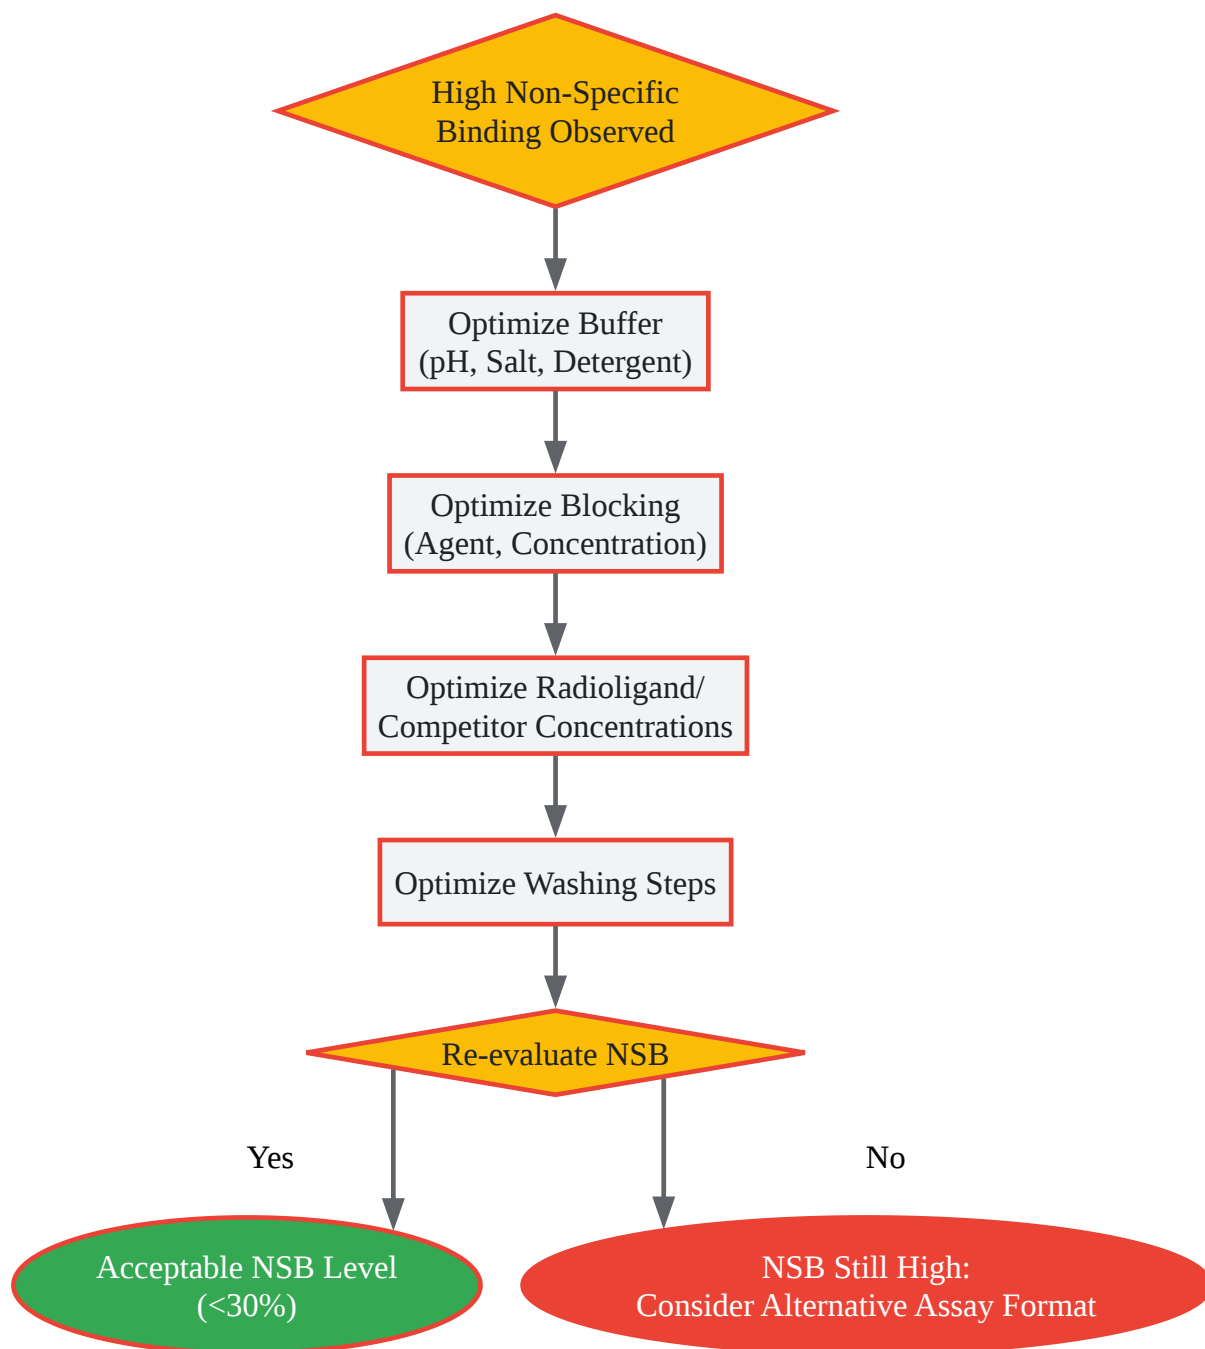 High Non-Specific
Binding Observed
Optimize Buffer
(pH, Salt, Detergent)
Optimize Blocking
(Agent, Concentration)
Optimize Radioligand/
Competitor Concentrations
Optimize Washing Steps
Re-evaluate NSB
Yes
No
Acceptable NSB Level
(<30%)
NSB Still High:
Consider Alternative Assay Format